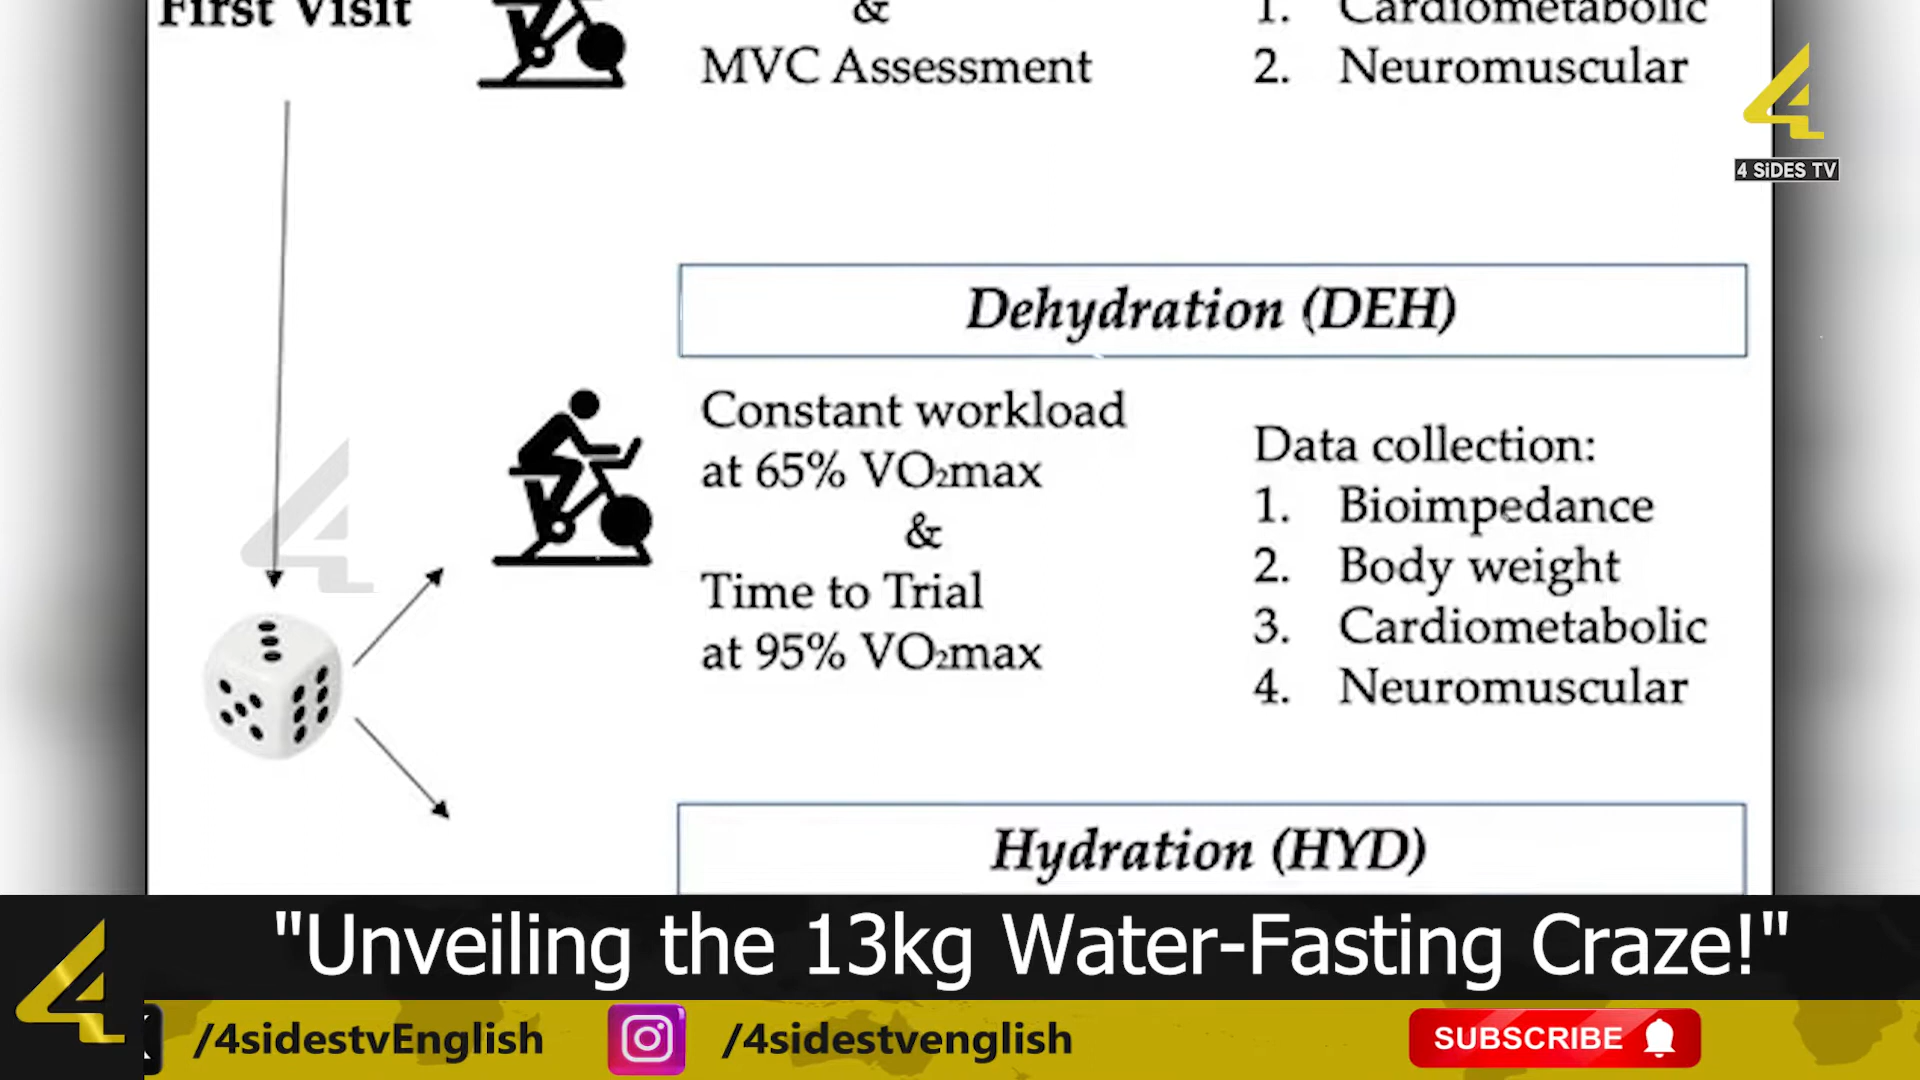 First Visit
&
MVC Assessment
1. Cardiometabolic
2. Neuromuscular
4 SiDES TV
Dehydration (DEH)
Constant workload
at 65% VO₂max
&
Time to Trial
at 95% VO₂max
Data collection:
1. Bioimpedance
2. Body weight
3. Cardiometabolic
4. Neuromuscular
Hydration (HYD)
"Unveiling the 13kg Water-Fasting Craze!"
/4sidestvEnglish
/4sidestvenglish
SUBSCRIBE